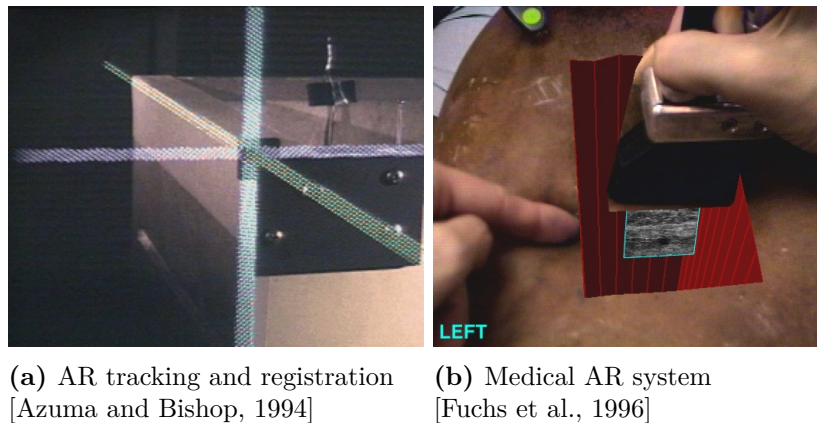 LEFT
(a) AR tracking and registration
[Azuma and Bishop, 1994]
(b) Medical AR system
[Fuchs et al., 1996]